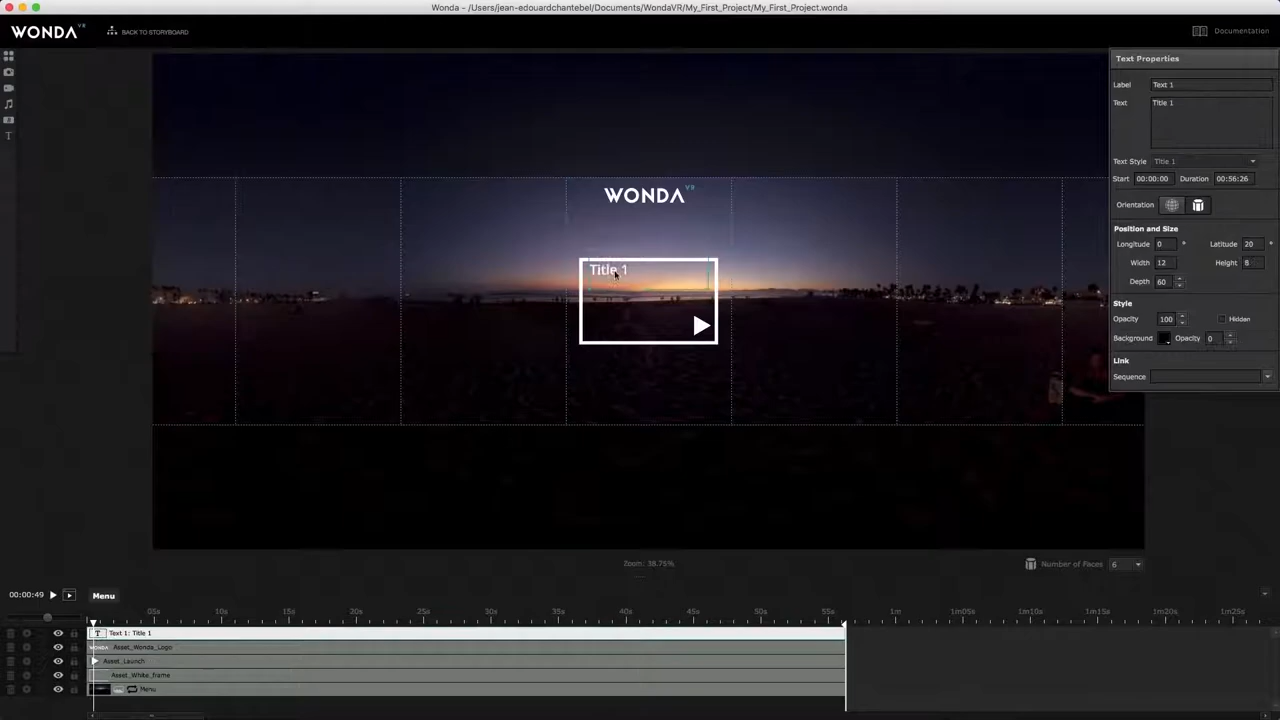 Wonda - /Users/jean-edouardchantebel/Documents/WondaVR/My_First_Project/My_First_Project.wonda
WONDA VR
BACK TO STORYBOARD
Documentation
Text Properties
Label Text 1
Text Title 1
Text Style Title 1
Start 00:00:00 Duration 00:56:26
Orientation
Position and Size
Longitude 0 ° Latitude 20 °
Width 12 Height 8
Depth 60
Style
Opacity 100 Hidden
Background Opacity 0
Link
Sequence
WONDA VR
Title 1
Zoom: 38.75%
Number of Faces 6
00:00:49 Menu
05s 10s 15s 20s 25s 30s 35s 40s 45s 50s 55s 1m 1m05s 1m10s 1m15s 1m20s 1m25s
T Text 1: Title 1
WONDA Asset_Wonda_Logo
Asset_Launch
Asset_White_frame
Menu